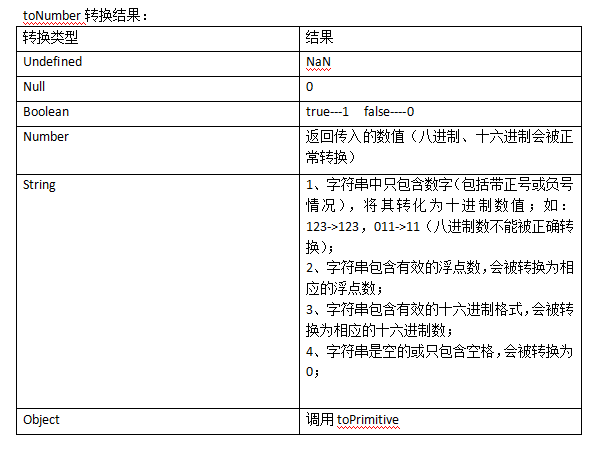 toNumber 转换结果：
转换类型 结果
Undefined NaN
Null 0
Boolean true---1 false----0
Number 返回传入的数值（八进制、十六进制会被正
常转换）
String 1、字符串中只包含数字（包括带正号或负号
情况），将其转化为十进制数值；如：
123->123，011->11（八进制数不能被正确转
换）；
2、字符串包含有效的浮点数，会被转换为相
应的浮点数；
3、字符串包含有效的十六进制格式，会被转
换为相应的十六进制数；
4、字符串是空的或只包含空格，会被转换为
0；
Object 调用 toPrimitive